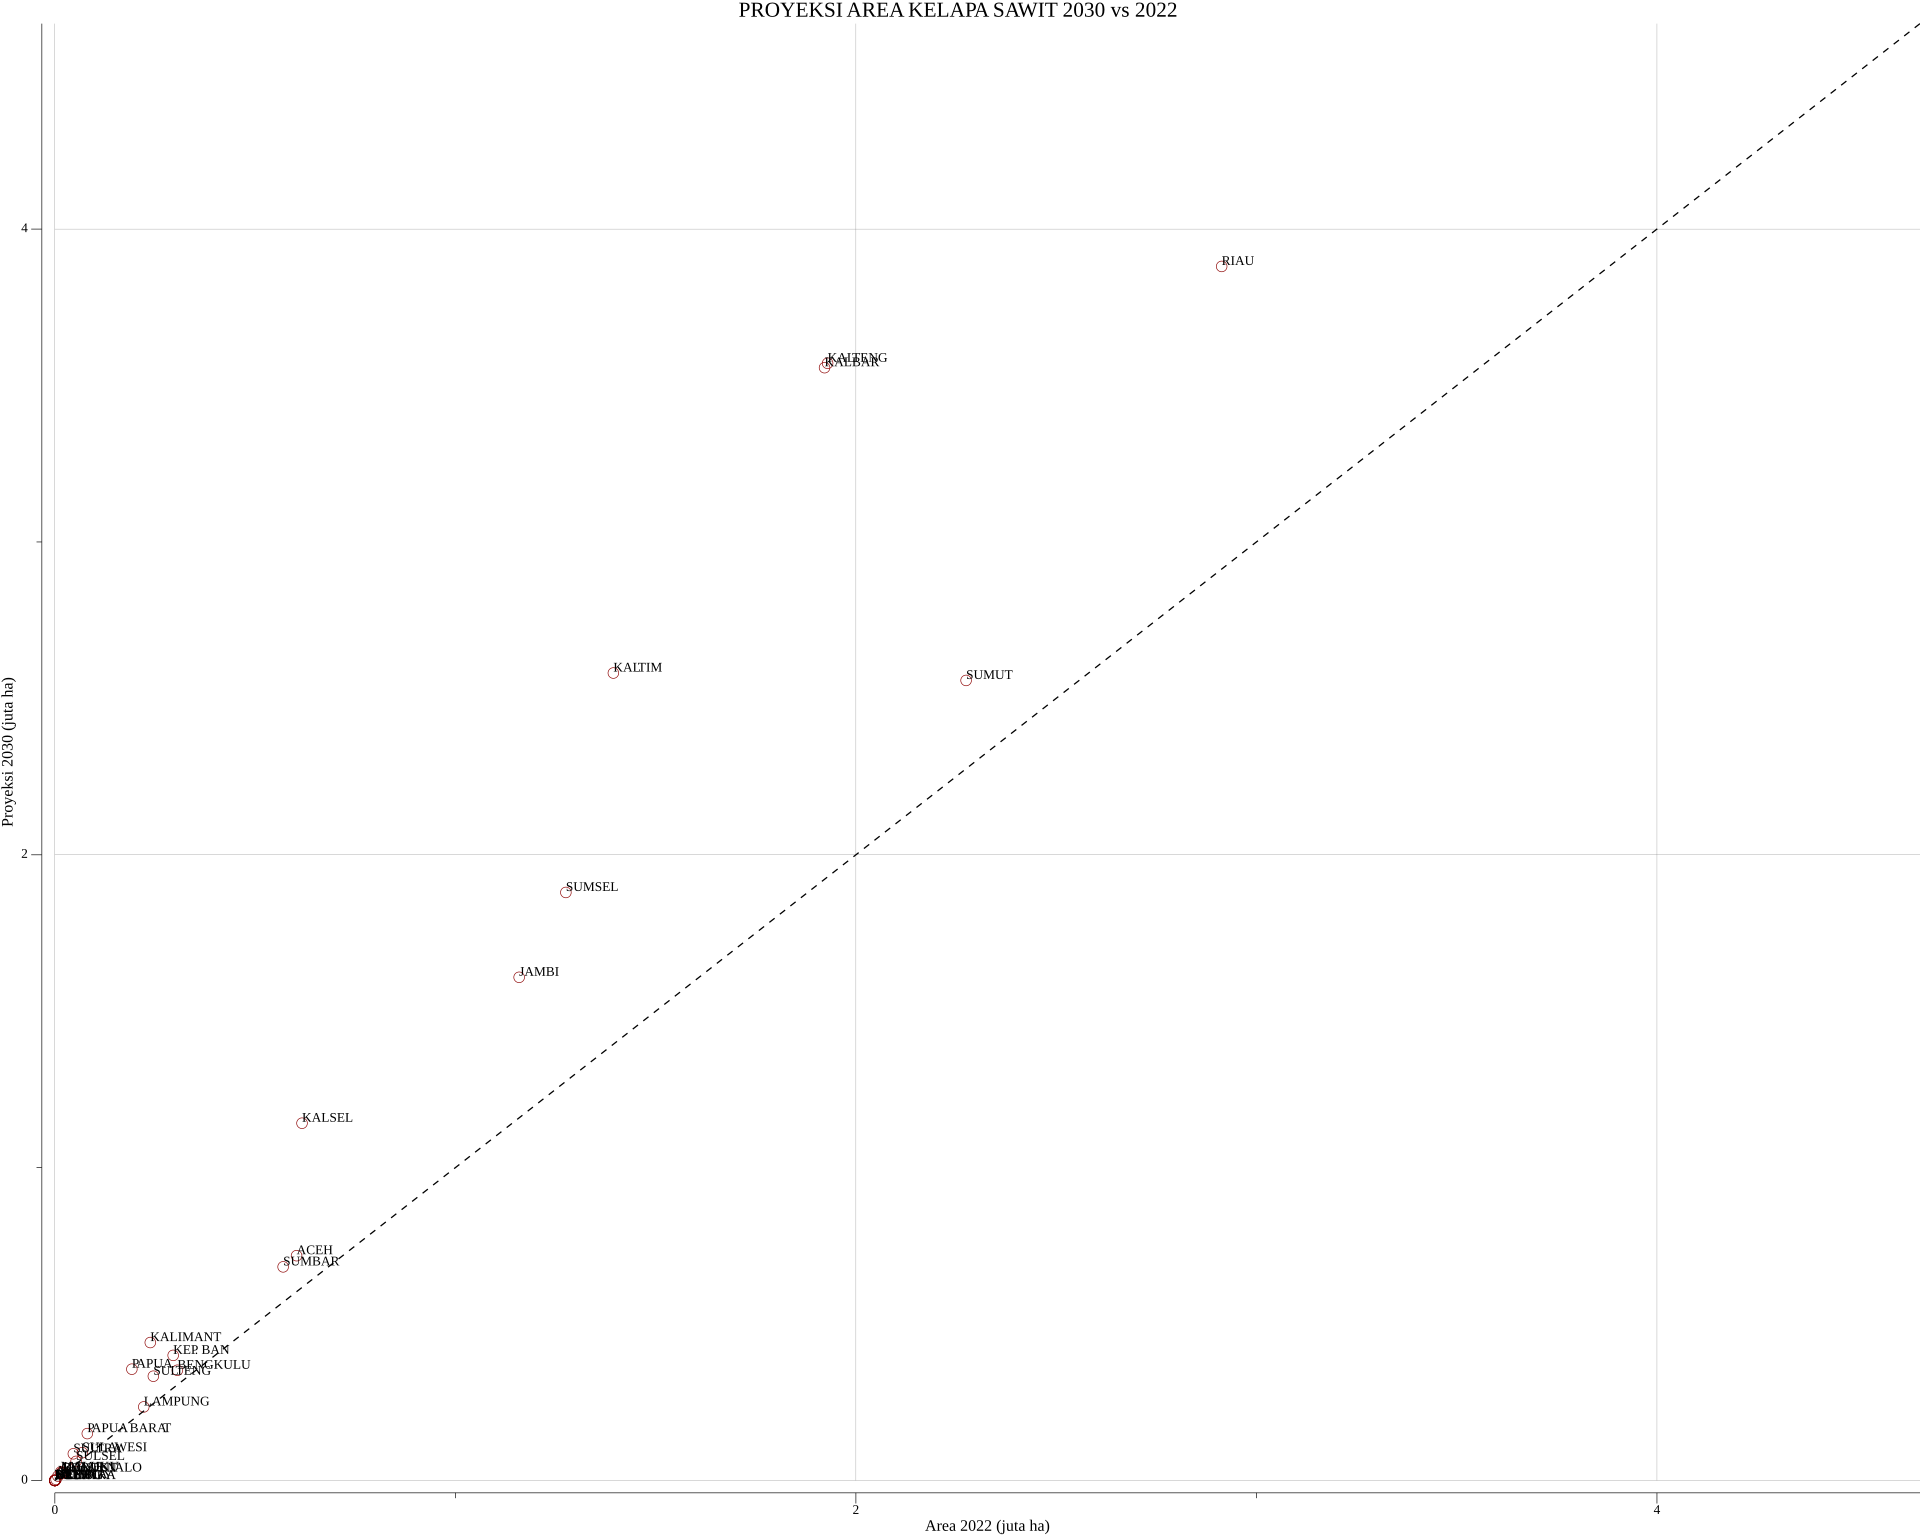 PROYEKSI AREA KELAPA SAWIT 2030 vs 2022
4
RIAU
KALTENG
KALBAR
KALTIM
SUMUT
Proyeksi 2030 (juta ha)
2
SUMSEL
JAMBI
KALSEL
ACEH
SUMBAR
KALIMANT
KEP. BAN
PAPUA
BENGKULU
SULTENG
LAMPUNG
PAPUA BARAT
SULTRA
SULAWESI
SULSEL
0
0
2
4
Area 2022 (juta ha)